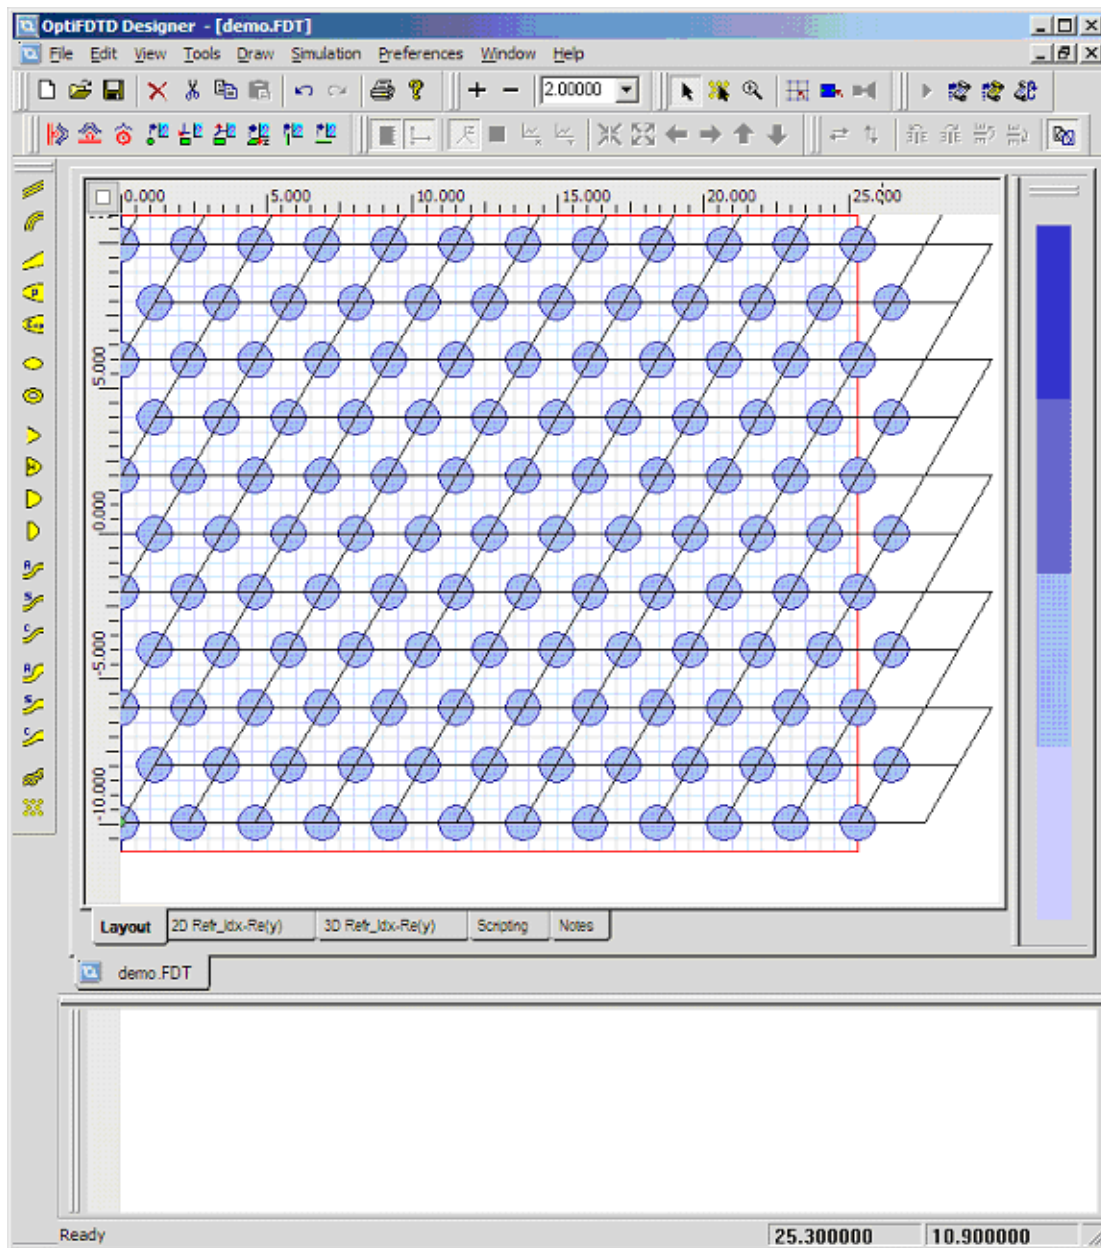 OptiFDTD Designer - [demo.FDT]
File Edit View Tools Draw Simulation Preferences Window Help
2.00000
0.000 5.000 10.000 15.000 20.000 25.000
5.000
0.000
-5.000
-10.000
Layout 2D Refr_Idx-Re(y) 3D Refr_Idx-Re(y) Scripting Notes
demo.FDT
Ready 25.300000 10.900000